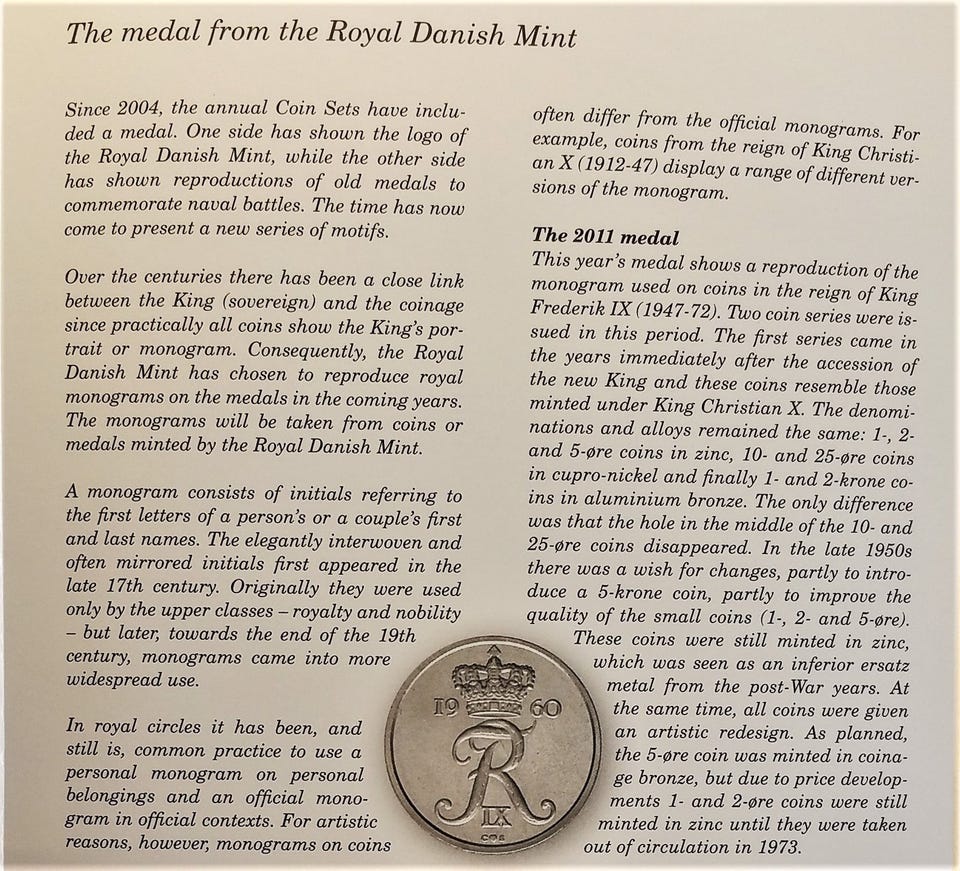 The medal from the Royal Danish Mint
Since 2004, the annual Coin Sets have inclu-
ded a medal. One side has shown the logo of
the Royal Danish Mint, while the other side
has shown reproductions of old medals to
commemorate naval battles. The time has now
come to present a new series of motifs.
Over the centuries there has been a close link
between the King (sovereign) and the coinage
since practically all coins show the King's por-
trait or monogram. Consequently, the Royal
Danish Mint has chosen to reproduce royal
monograms on the medals in the coming years.
The monograms will be taken from coins or
medals minted by the Royal Danish Mint.
A monogram consists of initials referring to
the first letters of a person's or a couple's first
and last names. The elegantly interwoven and
often mirrored initials first appeared in the
late 17th century. Originally they were used
only by the upper classes – royalty and nobility
– but later, towards the end of the 19th
century, monograms came into more
widespread use.
In royal circles it has been, and
still is, common practice to use a
personal monogram on personal
belongings and an official mono-
gram in official contexts. For artistic
reasons, however, monograms on coins
often differ from the official monograms. For
example, coins from the reign of King Christi-
an X (1912-47) display a range of different ver-
sions of the monogram.
The 2011 medal
This year's medal shows a reproduction of the
monogram used on coins in the reign of King
Frederik IX (1947-72). Two coin series were is-
sued in this period. The first series came in
the years immediately after the accession of
the new King and these coins resemble those
minted under King Christian X. The denomi-
nations and alloys remained the same: 1-, 2-
and 5-øre coins in zinc, 10- and 25-øre coins
in cupro-nickel and finally 1- and 2-krone co-
ins in aluminium bronze. The only difference
was that the hole in the middle of the 10- and
25-øre coins disappeared. In the late 1950s
there was a wish for changes, partly to intro-
duce a 5-krone coin, partly to improve the
quality of the small coins (1-, 2- and 5-øre).
These coins were still minted in zinc,
which was seen as an inferior ersatz
metal from the post-War years. At
the same time, all coins were given
an artistic redesign. As planned,
the 5-øre coin was minted in coina-
ge bronze, but due to price develop-
ments 1- and 2-øre coins were still
minted in zinc until they were taken
out of circulation in 1973.
19 60
R
IX
C♥S